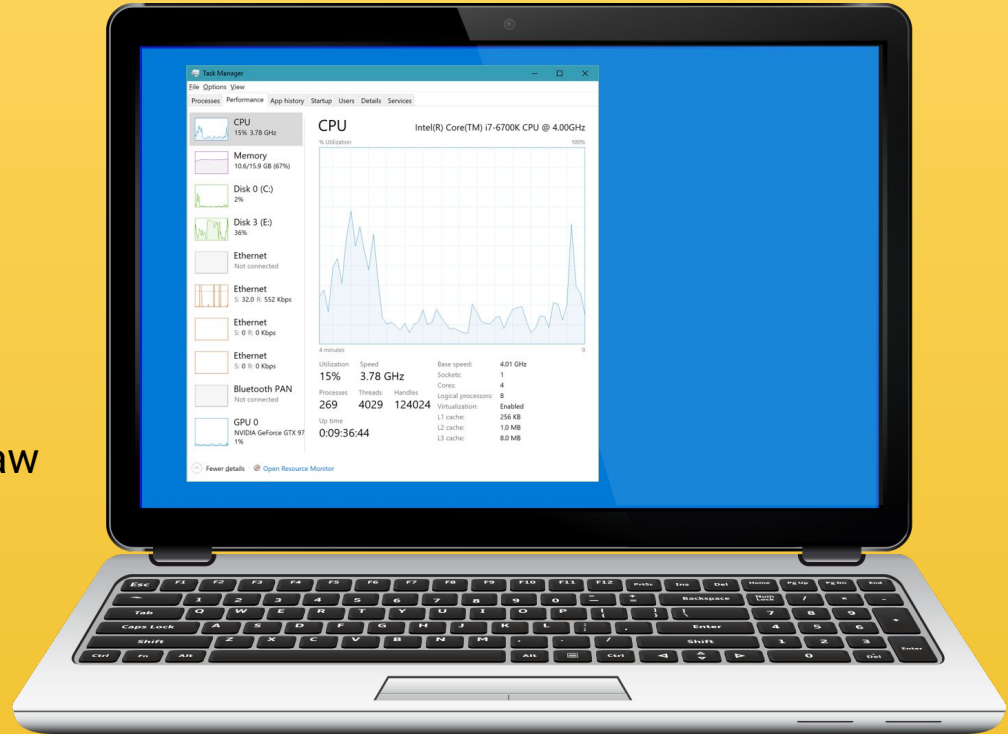 Task Manager
File Options View
Processes Performance App history Startup Users Details Services
CPU
15% 3.78 GHz
Memory
10.6/15.9 GB (67%)
Disk 0 (C:)
2%
Disk 3 (E:)
36%
Ethernet
Not connected
Ethernet
S: 32.0 R: 552 Kbps
Ethernet
S: 0 R: 0 Kbps
Ethernet
S: 0 R: 0 Kbps
Bluetooth PAN
Not connected
GPU 0
NVIDIA GeForce GTX 97
1%
CPU Intel(R) Core(TM) i7-6700K CPU @ 4.00GHz
% Utilization 100%
4 minutes 0
Utilization Speed
15% 3.78 GHz
Processes Threads Handles
269 4029 124024
Up time
0:09:36:44
Base speed: 4.01 GHz
Sockets: 1
Cores: 4
Logical processors: 8
Virtualization: Enabled
L1 cache: 256 KB
L2 cache: 1.0 MB
L3 cache: 8.0 MB
Fewer details Open Resource Monitor
aw
Esc F1 F2 F3 F4 F5 F6 F7 F8 F9 F10 F11 F12 PrtSc Ins Del Home Pg Up Pg Dn End
1 2 3 4 5 6 7 8 9 0 - = Backspace Num Lock / * -
Tab Q W E R T Y U I O P 7 8 9 +
Caps Lock A S D F G H J K L Enter 4 5 6
Shift Z X C V B N M Shift 1 2 3 Enter
Ctrl Fn Alt Alt Ctrl 0 Del